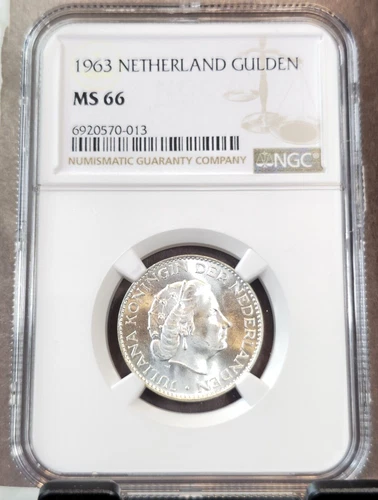 1963 NETHERLAND GULDEN
MS 66
6920570-013
NUMISMATIC GUARANTY COMPANY
NGC
JULIANA KONINGIN DER NEDERLANDEN